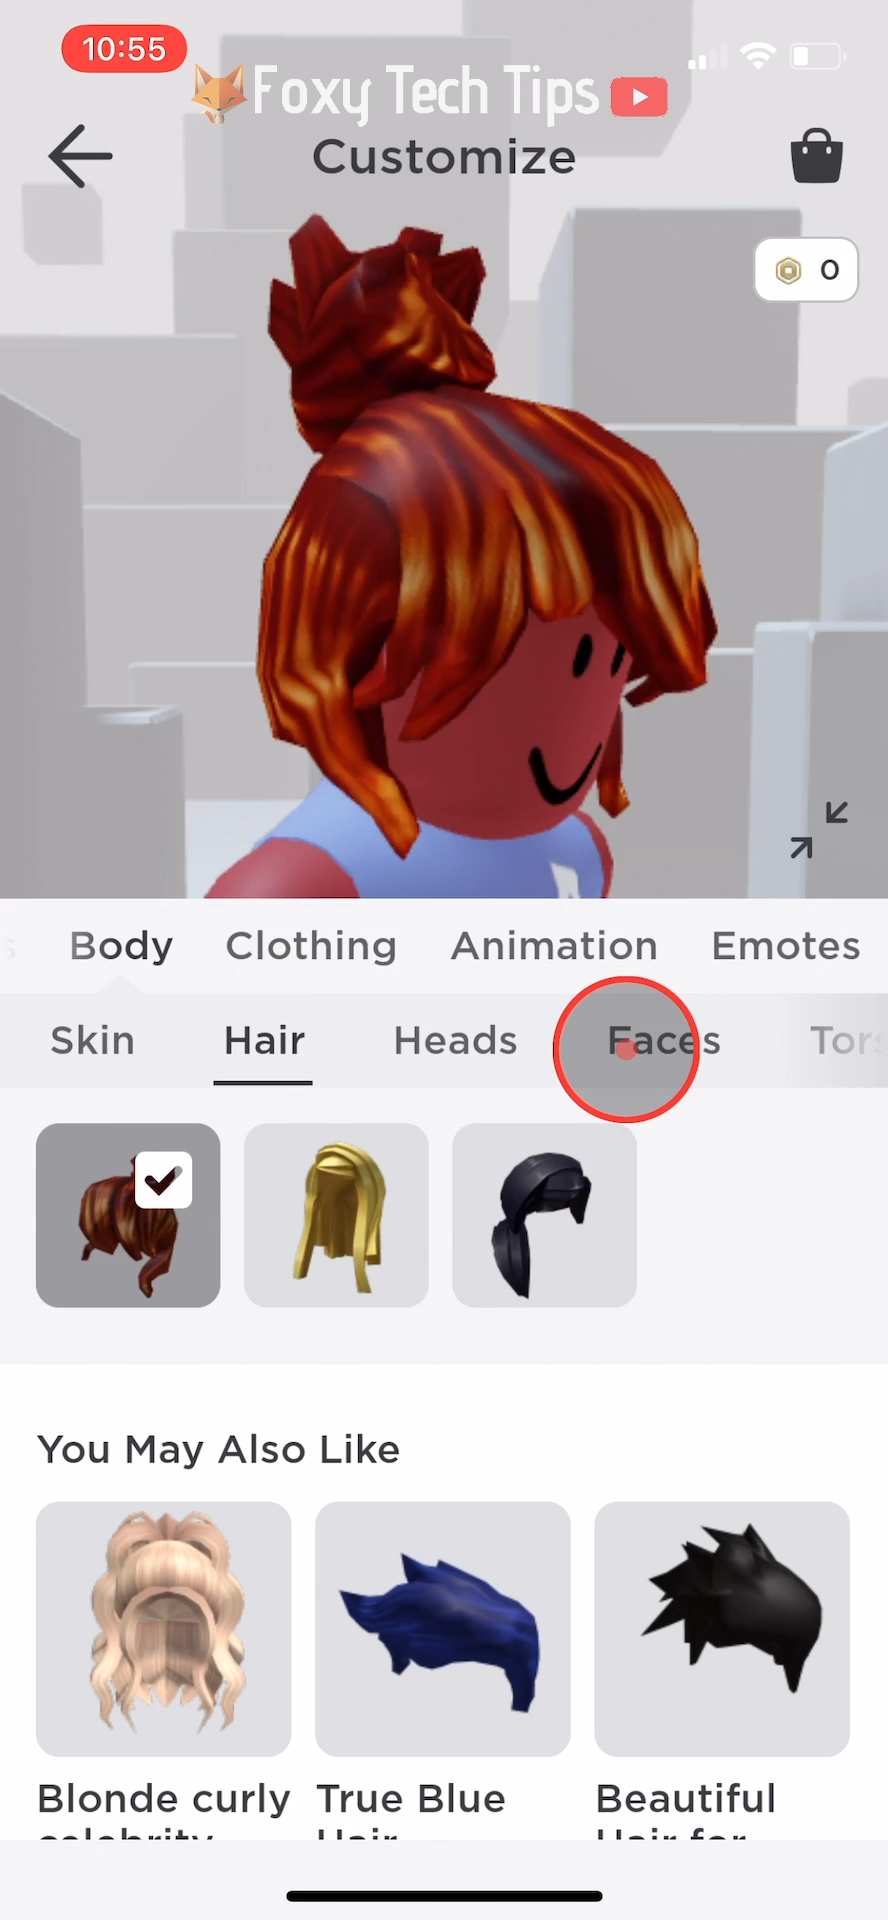 10:55
Foxy Tech Tips
Customize
0
Body Clothing Animation Emotes
Skin Hair Heads Faces
You May Also Like
Blonde curly True Blue Beautiful